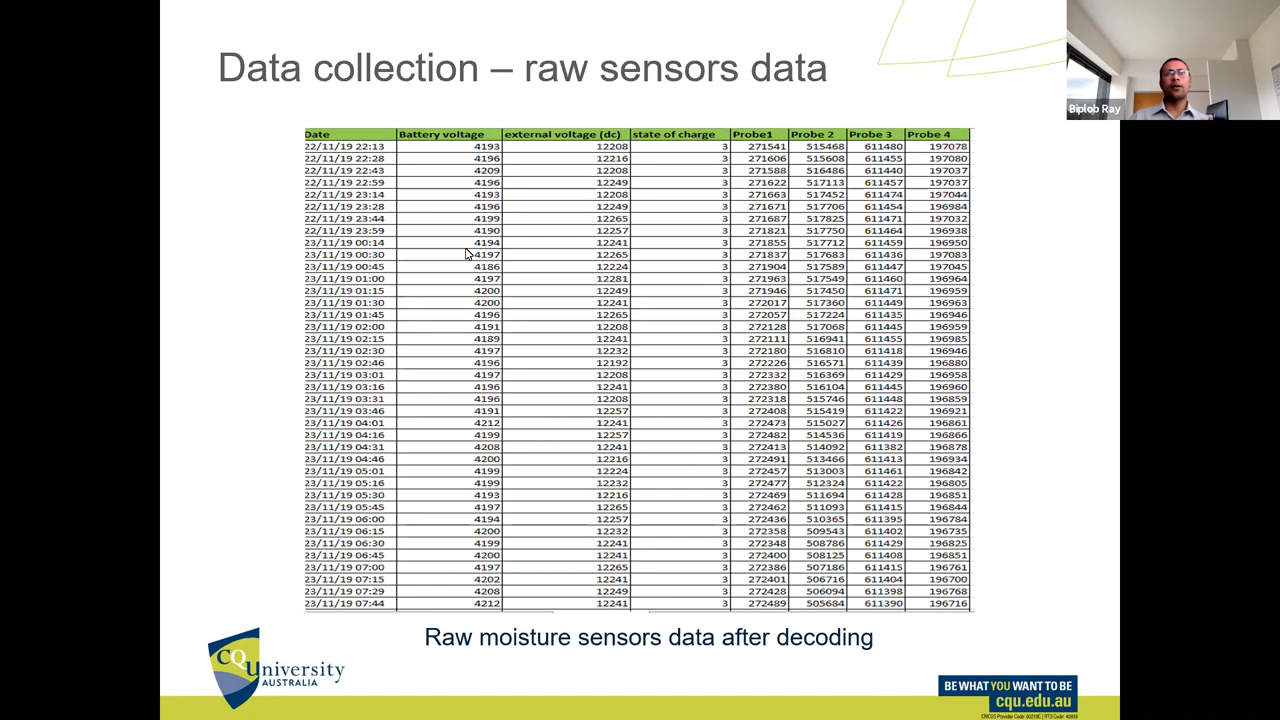 Data collection – raw sensors data
Biplob Ray
Date Battery voltage external voltage (dc) state of charge Probe1 Probe 2 Probe 3 Probe 4
22/11/19 22:13 4193 12208 3 271541 515468 611480 197078
22/11/19 22:28 4196 12216 3 271606 515608 611455 197080
22/11/19 22:43 4209 12208 3 271588 516486 611440 197037
22/11/19 22:59 4196 12249 3 271622 517113 611457 197037
22/11/19 23:14 4193 12208 3 271663 517452 611474 197044
22/11/19 23:28 4196 12249 3 271671 517706 611454 196984
22/11/19 23:44 4199 12265 3 271687 517825 611471 197032
22/11/19 23:59 4190 12257 3 271821 517750 611464 196938
23/11/19 00:14 4194 12241 3 271855 517712 611459 196950
23/11/19 00:30 4197 12265 3 271837 517683 611436 197083
23/11/19 00:45 4186 12224 3 271904 517589 611447 197045
23/11/19 01:00 4197 12281 3 271963 517549 611460 196964
23/11/19 01:15 4200 12249 3 271946 517450 611471 196959
23/11/19 01:30 4200 12241 3 272017 517360 611449 196963
23/11/19 01:45 4196 12265 3 272057 517224 611435 196946
23/11/19 02:00 4191 12208 3 272128 517068 611445 196959
23/11/19 02:15 4189 12241 3 272111 516941 611455 196985
23/11/19 02:30 4197 12232 3 272180 516810 611418 196946
23/11/19 02:46 4196 12192 3 272226 516571 611439 196880
23/11/19 03:01 4197 12208 3 272332 516369 611429 196958
23/11/19 03:16 4196 12241 3 272380 516104 611445 196960
23/11/19 03:31 4196 12208 3 272318 515746 611448 196859
23/11/19 03:46 4191 12257 3 272408 515419 611422 196921
23/11/19 04:01 4212 12241 3 272473 515027 611426 196861
23/11/19 04:16 4199 12257 3 272482 514536 611419 196866
23/11/19 04:31 4208 12241 3 272413 514092 611382 196878
23/11/19 04:46 4200 12216 3 272491 513466 611413 196934
23/11/19 05:01 4199 12224 3 272457 513003 611461 196842
23/11/19 05:16 4199 12232 3 272477 512324 611422 196805
23/11/19 05:30 4193 12216 3 272469 511694 611428 196851
23/11/19 05:45 4197 12265 3 272462 511093 611415 196844
23/11/19 06:00 4194 12257 3 272436 510365 611395 196784
23/11/19 06:15 4200 12232 3 272358 509543 611402 196735
23/11/19 06:30 4199 12241 3 272348 508786 611429 196825
23/11/19 06:45 4200 12241 3 272400 508125 611408 196851
23/11/19 07:00 4197 12265 3 272386 507186 611415 196761
23/11/19 07:15 4202 12241 3 272401 506716 611404 196700
23/11/19 07:29 4208 12249 3 272428 506094 611398 196768
23/11/19 07:44 4212 12241 3 272489 505684 611390 196716
Raw moisture sensors data after decoding
CQUniversity
AUSTRALIA
BE WHAT YOU WANT TO BE
cqu.edu.au